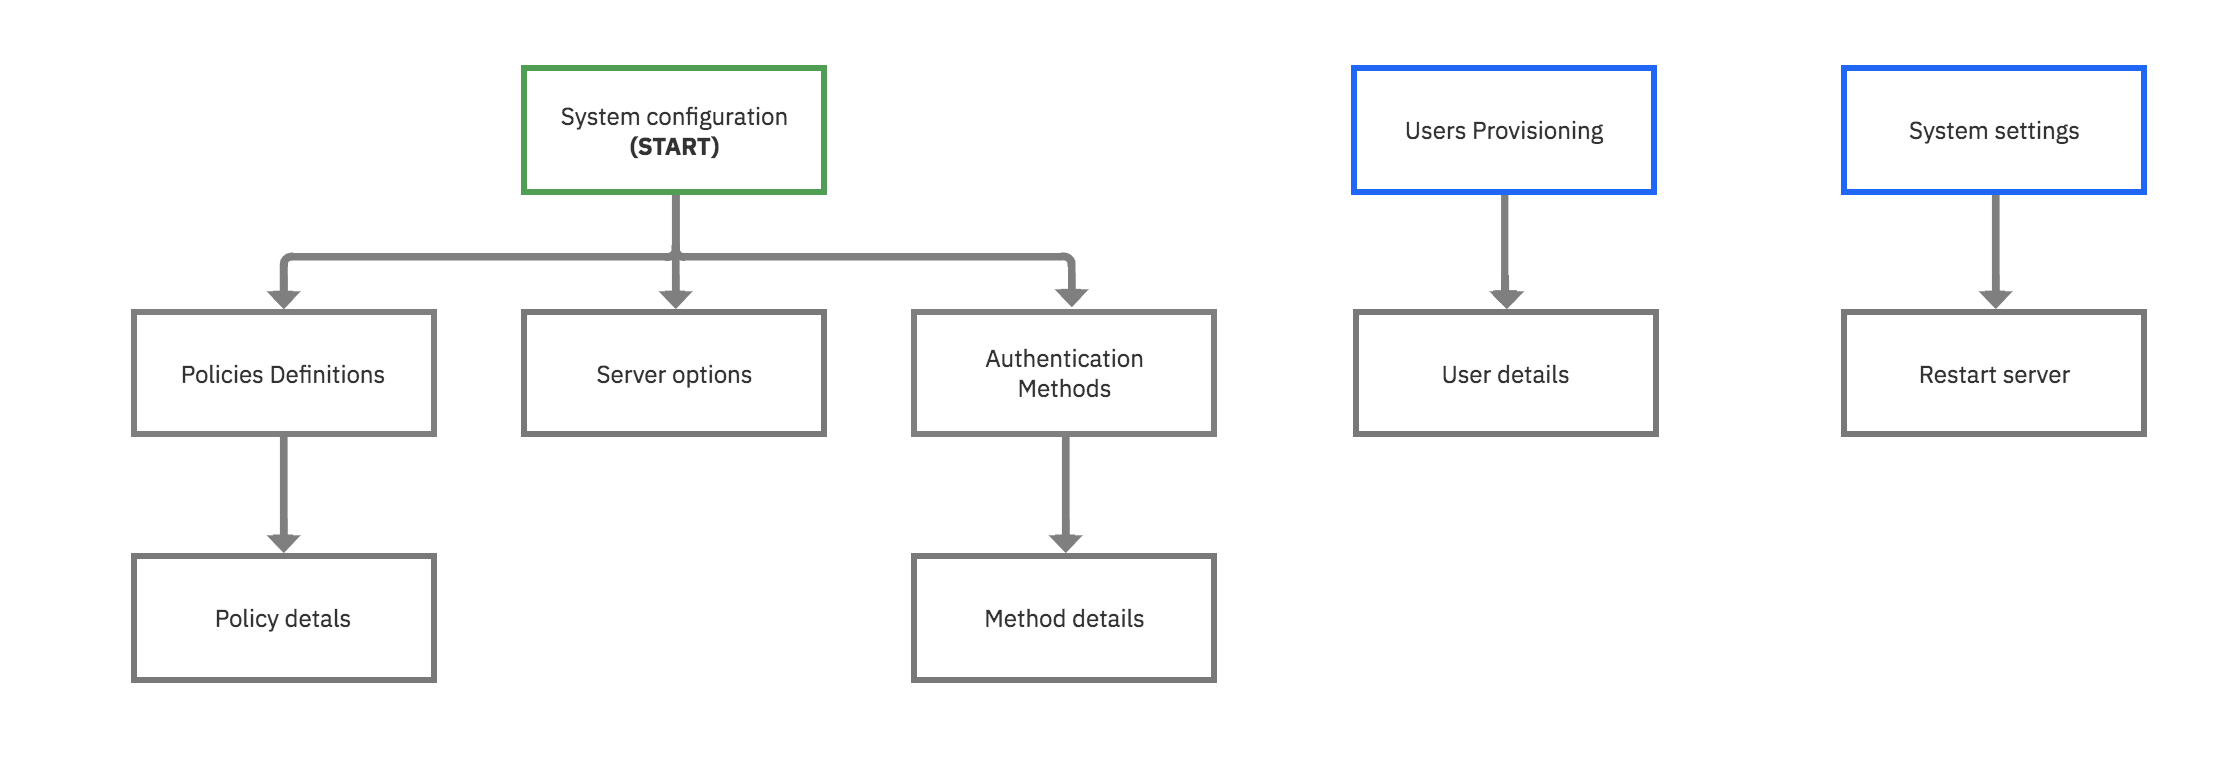 System configuration
(START)
Users Provisioning
System settings
Policies Definitions
Server options
Authentication
Methods
User details
Restart server
Policy detals
Method details